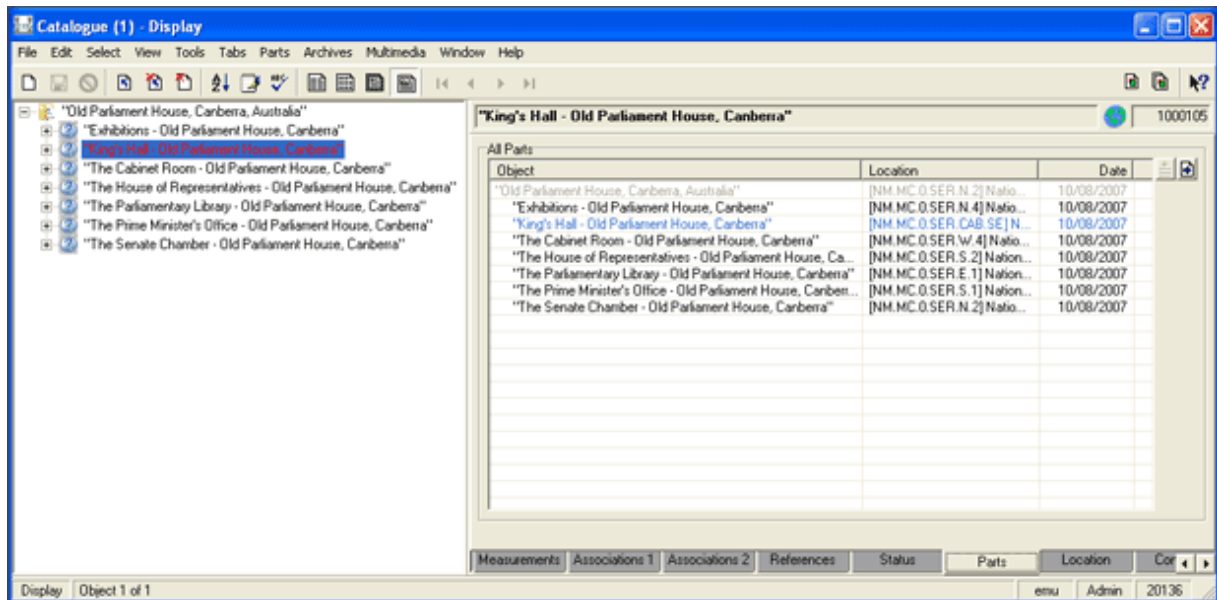 Catalogue (1) - Display
File Edit Select View Tools Tabs Parts Archives Multimedia Window Help
"Old Parliament House, Canberra, Australia"
"Exhibitions - Old Parliament House, Canberra"
"King's Hall - Old Parliament House, Canberra"
"The Cabinet Room - Old Parliament House, Canberra"
"The House of Representatives - Old Parliament House, Canberra"
"The Parliamentary Library - Old Parliament House, Canberra"
"The Prime Minister's Office - Old Parliament House, Canberra"
"The Senate Chamber - Old Parliament House, Canberra"
"King's Hall - Old Parliament House, Canberra" 1000105
All Parts
Object Location Date
"Old Parliament House, Canberra, Australia" [NM.MC.0.SER.N.2] Natio... 10/08/2007
"Exhibitions - Old Parliament House, Canberra" [NM.MC.0.SER.N.4] Natio... 10/08/2007
"King's Hall - Old Parliament House, Canberra" [NM.MC.0.SER.CAB.SE] N... 10/08/2007
"The Cabinet Room - Old Parliament House, Canberra" [NM.MC.0.SER.W.4] Natio... 10/08/2007
"The House of Representatives - Old Parliament House, Ca... [NM.MC.0.SER.S.2] Nation... 10/08/2007
"The Parliamentary Library - Old Parliament House, Canberra" [NM.MC.0.SER.E.1] Nation... 10/08/2007
"The Prime Minister's Office - Old Parliament House, Canberr... [NM.MC.0.SER.S.1] Nation... 10/08/2007
"The Senate Chamber - Old Parliament House, Canberra" [NM.MC.0.SER.N.2] Natio... 10/08/2007
Measurements Associations 1 Associations 2 References Status Parts Location Cor
Display Object 1 of 1 emu Admin 20136